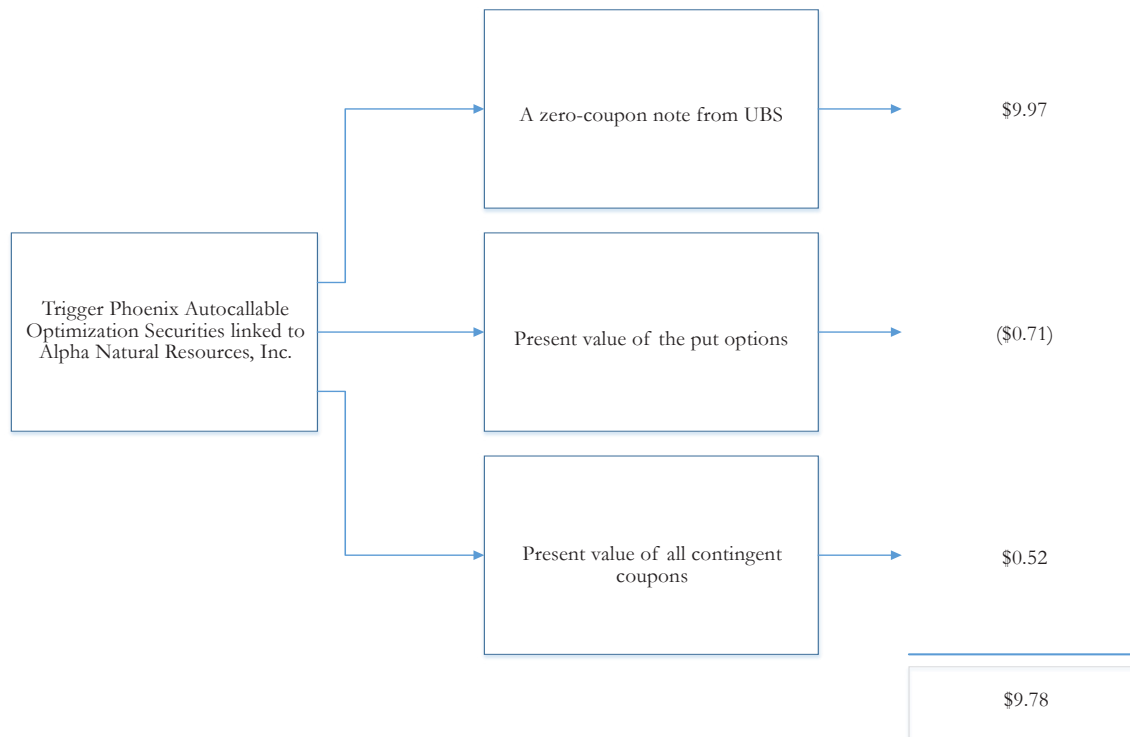 A zero-coupon note from UBS
$9.97
Trigger Phoenix Autocallable
Optimization Securities linked to
Alpha Natural Resources, Inc.
Present value of the put options
($0.71)
Present value of all contingent
coupons
$0.52
$9.78